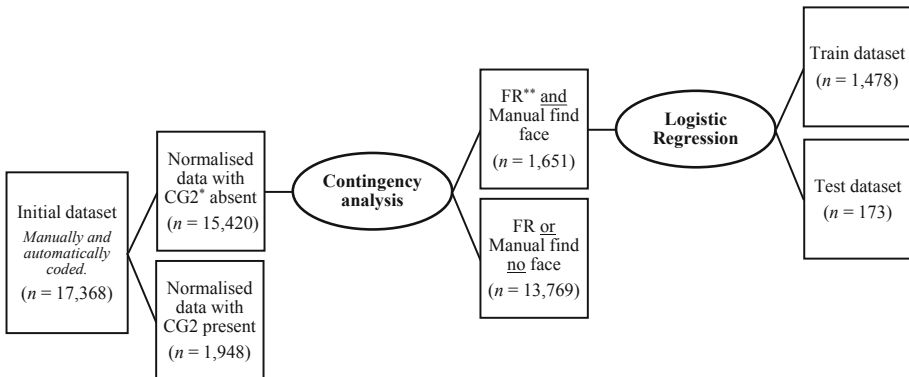 Initial dataset
Manually and
automatically
coded.
(n = 17,368)
Normalised
data with
CG2* absent
(n = 15,420)
Normalised
data with
CG2 present
(n = 1,948)
Contingency
analysis
FR** and
Manual find
face
(n = 1,651)
FR or
Manual find
no face
(n = 13,769)
Logistic
Regression
Train dataset
(n = 1,478)
Test dataset
(n = 173)